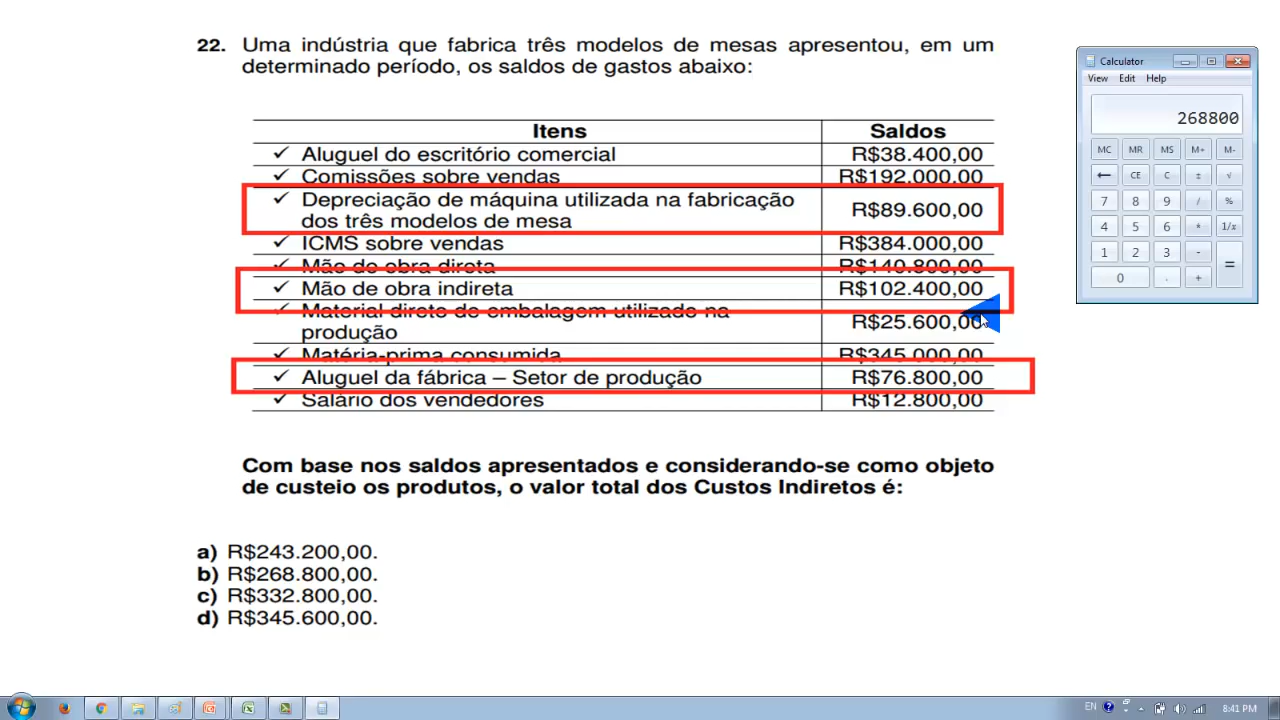 22. Uma indústria que fabrica três modelos de mesas apresentou, em um
determinado período, os saldos de gastos abaixo:
Itens Saldos
✓ Aluguel do escritório comercial R$38.400,00
✓ Comissões sobre vendas R$192.000,00
✓ Depreciação de máquina utilizada na fabricação
dos três modelos de mesa R$89.600,00
✓ ICMS sobre vendas R$384.000,00
✓ Mão de obra direta R$140.800,00
✓ Mão de obra indireta R$102.400,00
✓ Material direto de embalagem utilizado na
produção R$25.600,00
✓ Matéria-prima consumida R$345.000,00
✓ Aluguel da fábrica – Setor de produção R$76.800,00
✓ Salário dos vendedores R$12.800,00
Com base nos saldos apresentados e considerando-se como objeto
de custeio os produtos, o valor total dos Custos Indiretos é:
a) R$243.200,00.
b) R$268.800,00.
c) R$332.800,00.
d) R$345.600,00.
Calculator
View Edit Help
268800
MC MR MS M+ M-
← CE C ± √
7 8 9 / %
4 5 6 * 1/x
1 2 3 - =
0 . +
EN 8:41 PM